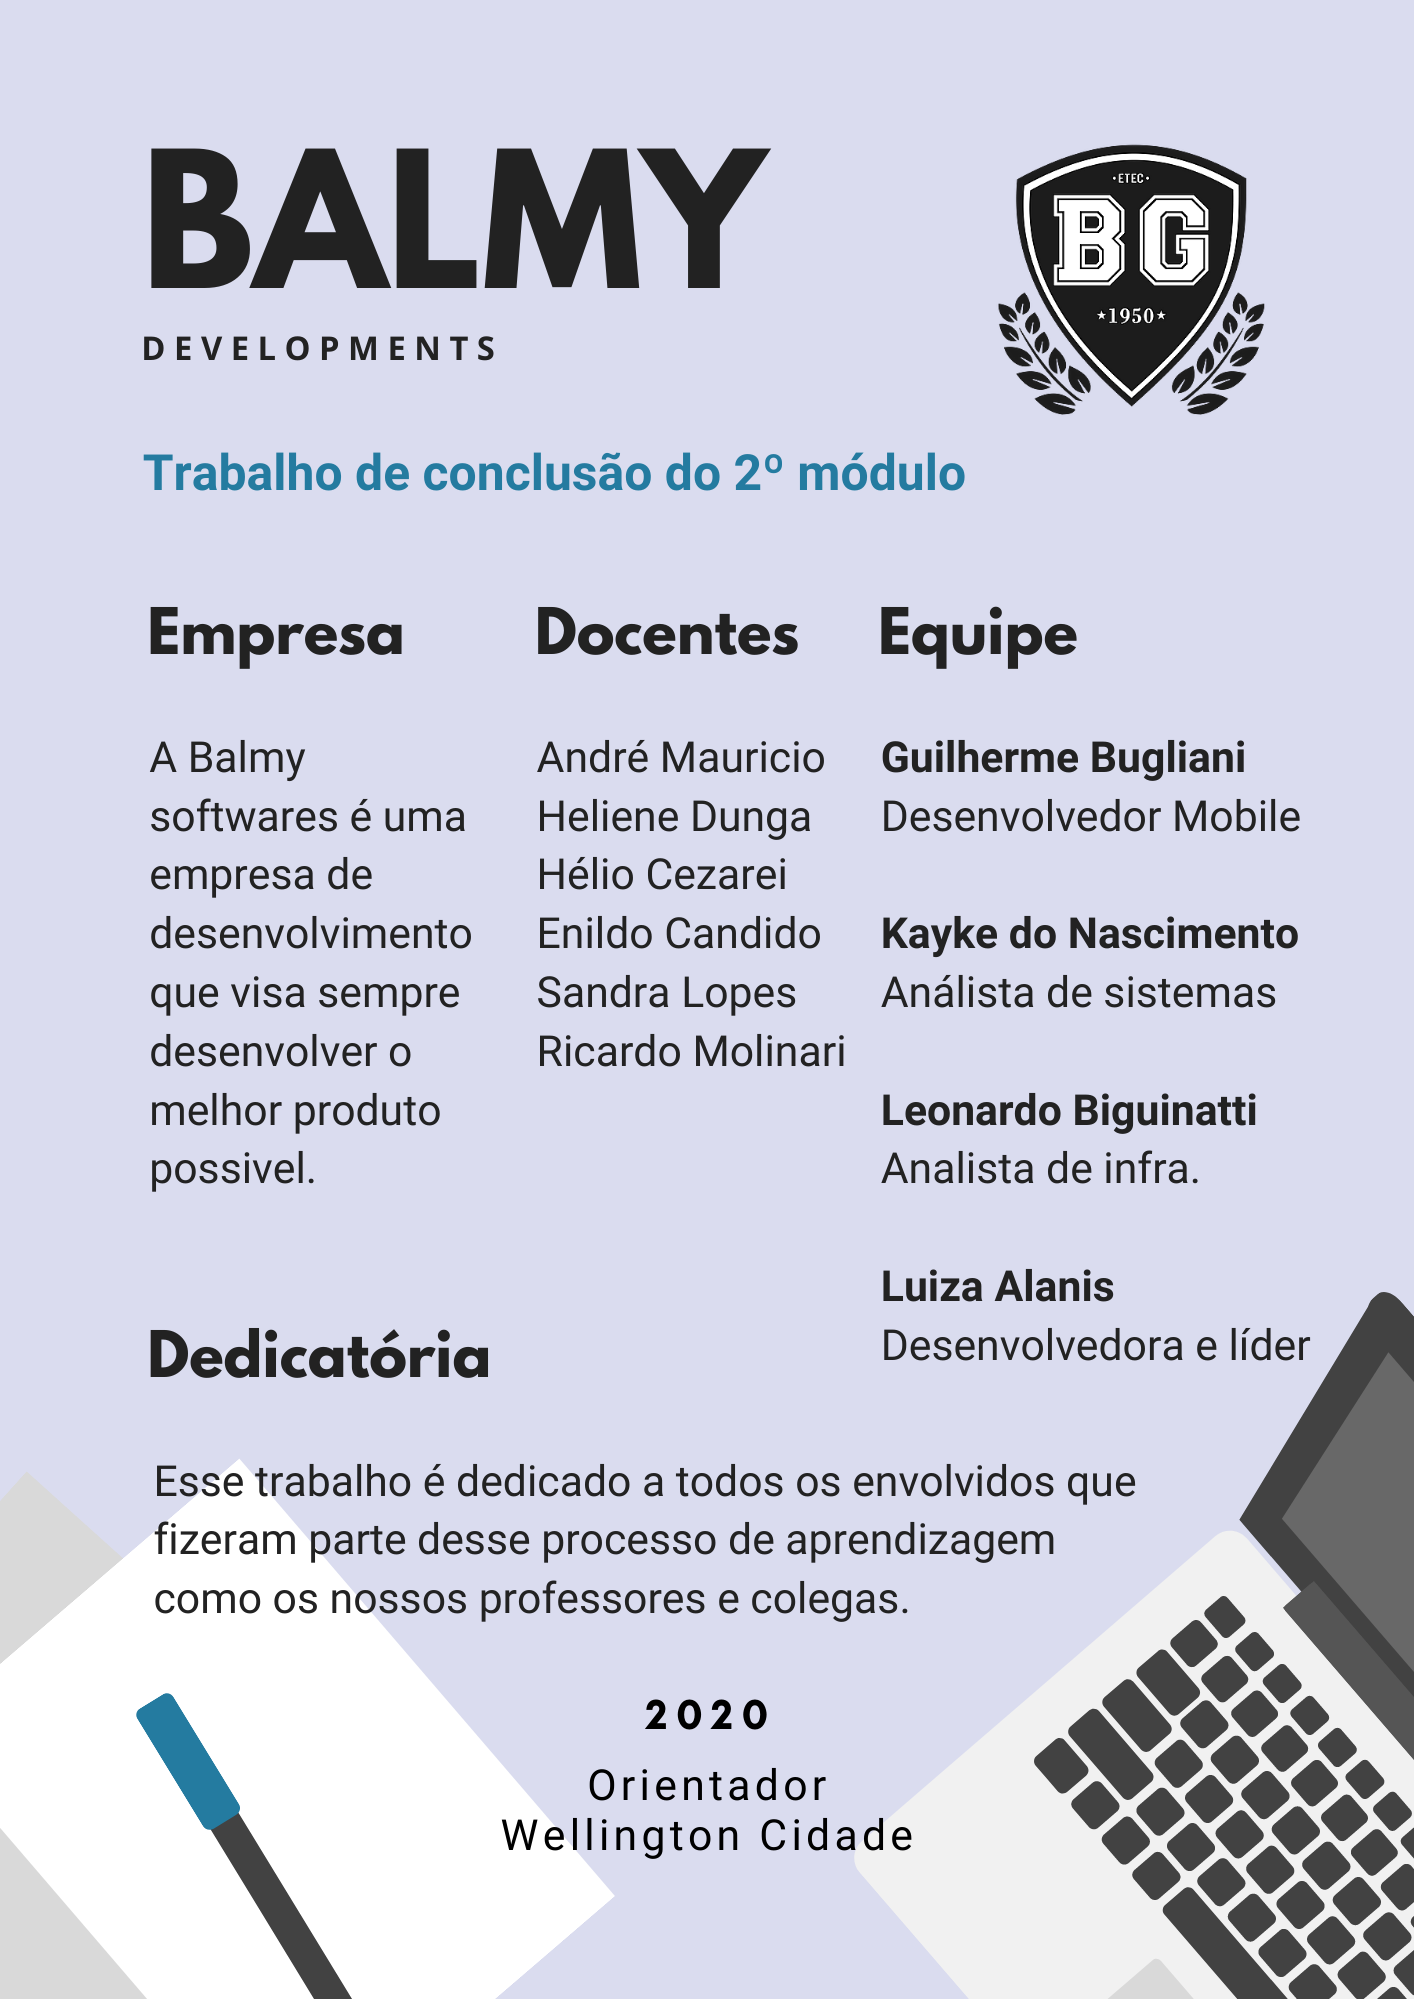 BALMY
DEVELOPMENTS
·ETEC·
BG
★1950★
Trabalho de conclusão do 2º módulo
Empresa
A Balmy
softwares é uma
empresa de
desenvolvimento
que visa sempre
desenvolver o
melhor produto
possivel.
Docentes
André Mauricio
Heliene Dunga
Hélio Cezarei
Enildo Candido
Sandra Lopes
Ricardo Molinari
Equipe
Guilherme Bugliani
Desenvolvedor Mobile
Kayke do Nascimento
Análista de sistemas
Leonardo Biguinatti
Analista de infra.
Luiza Alanis
Desenvolvedora e líder
Dedicatória
Esse trabalho é dedicado a todos os envolvidos que
fizeram parte desse processo de aprendizagem
como os nossos professores e colegas.
2020
Orientador
Wellington Cidade